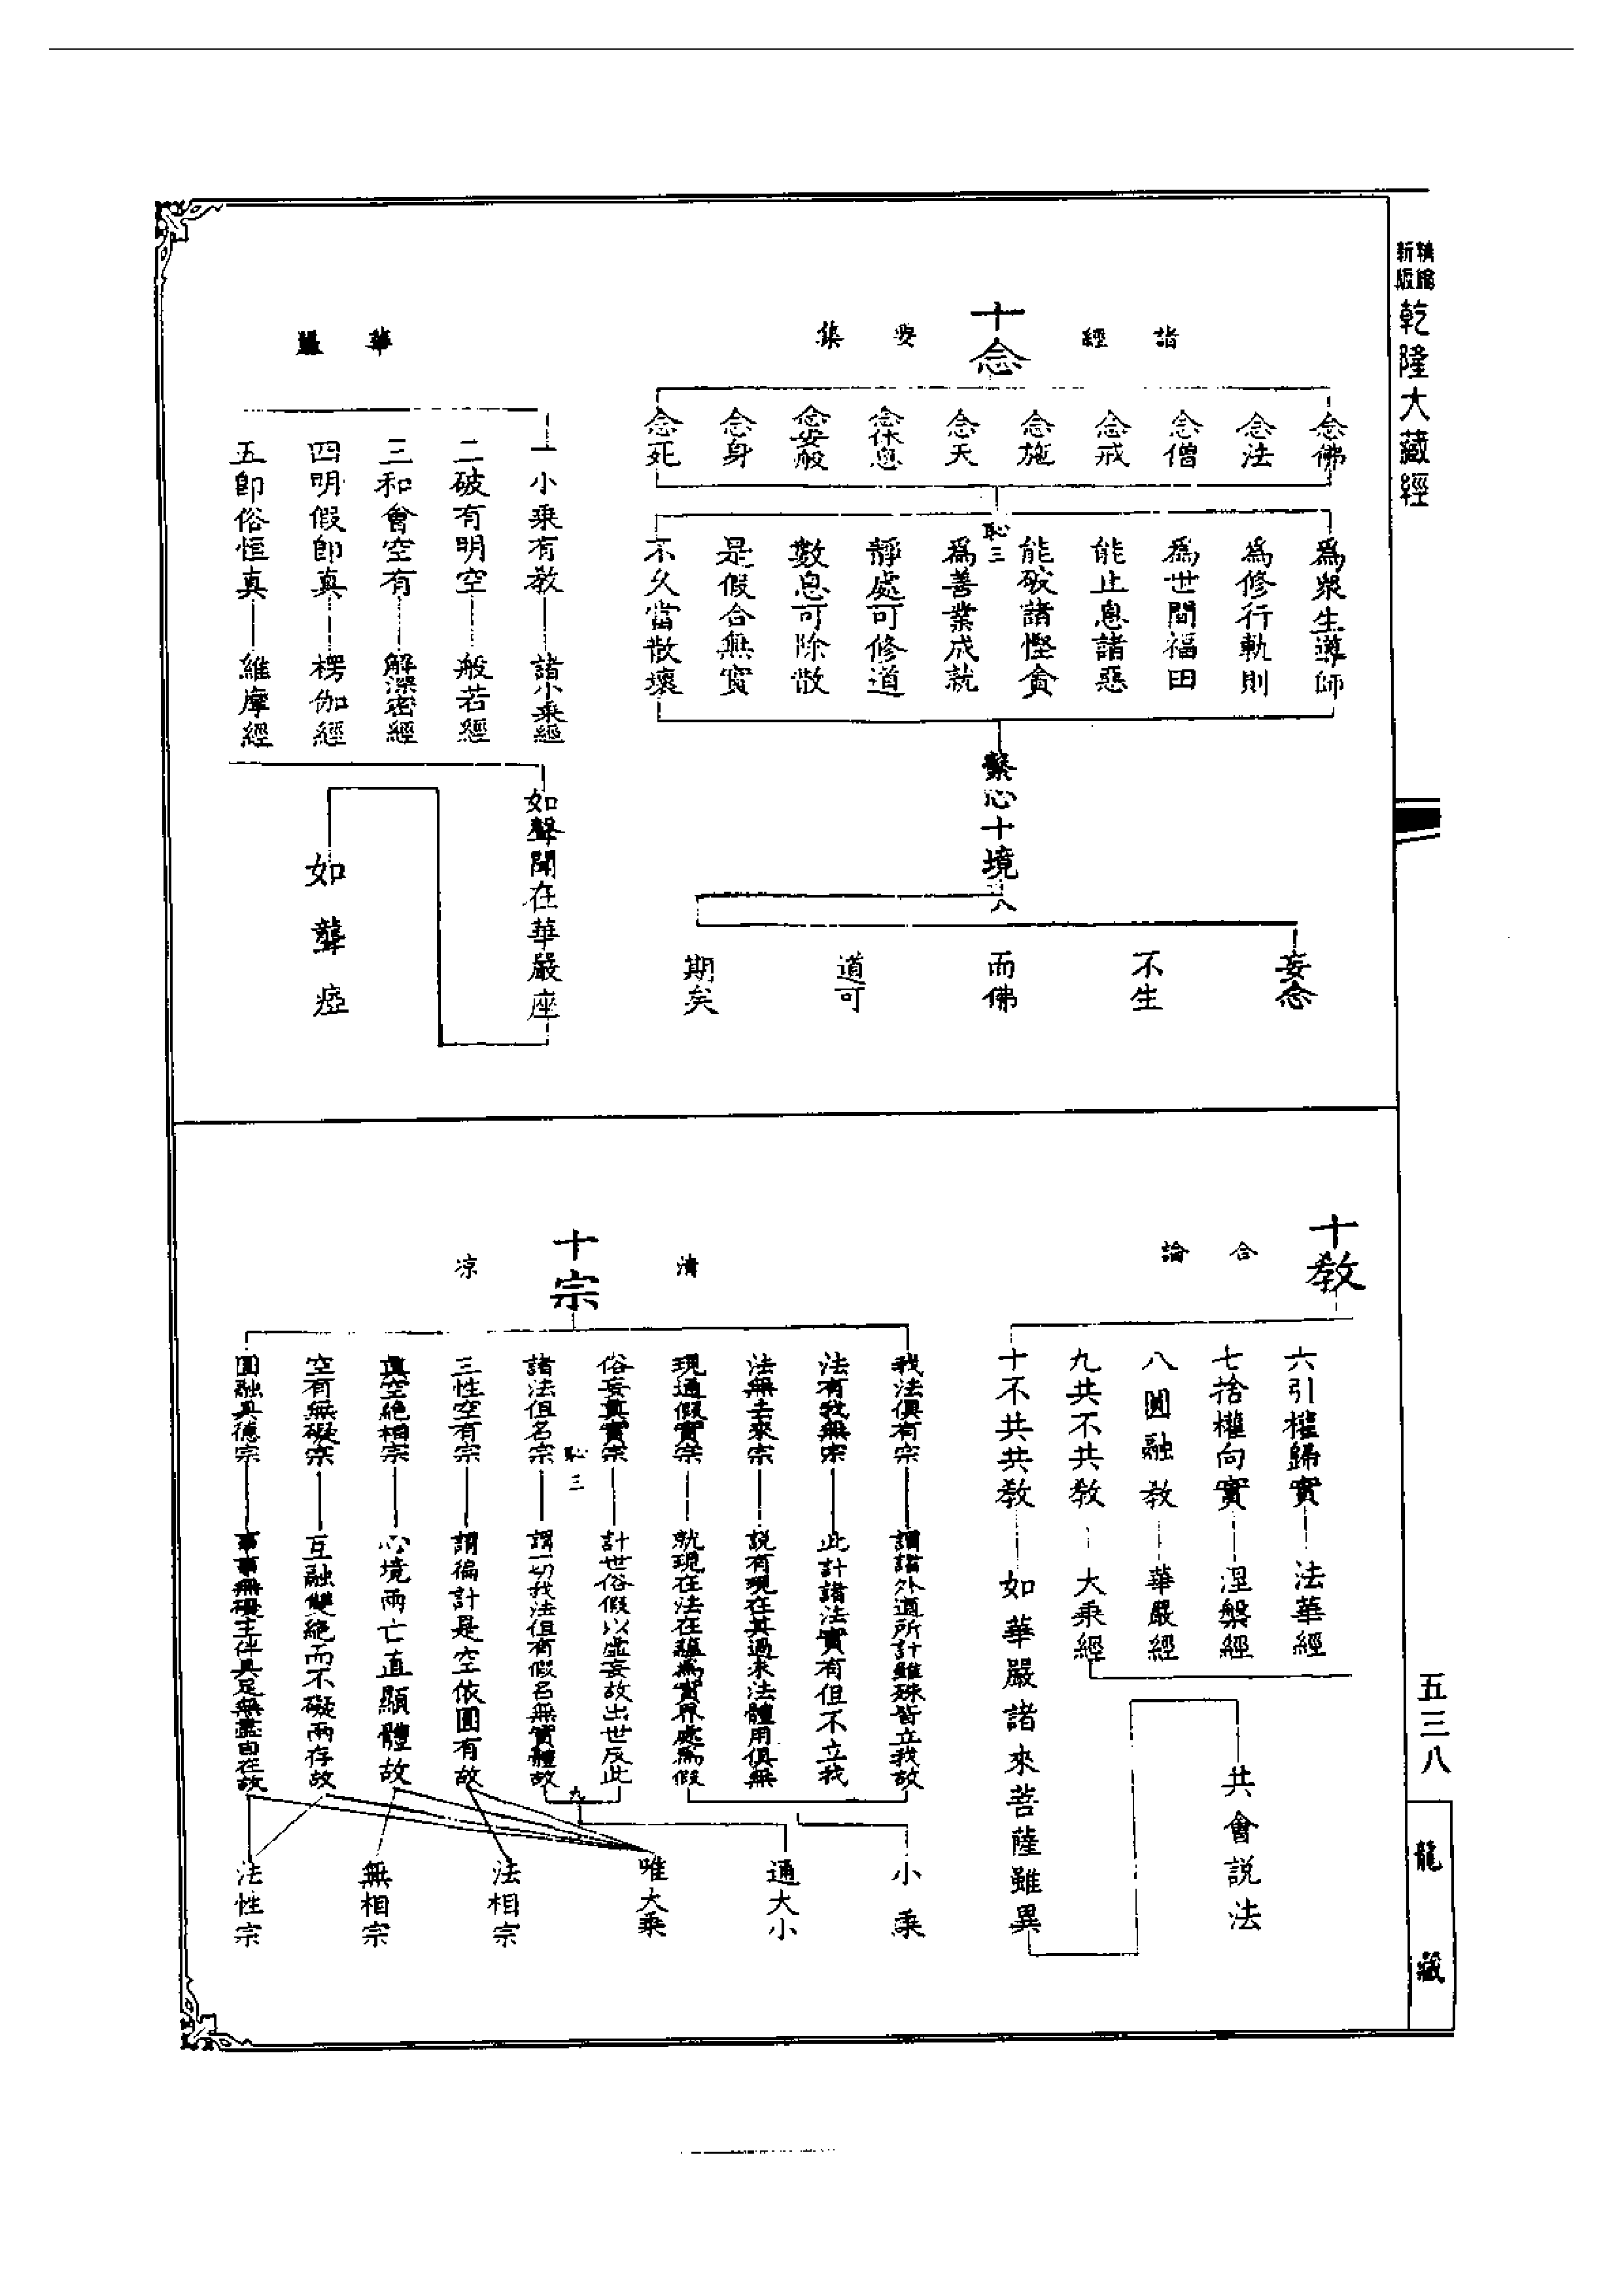 新版
精縮
乾隆大藏經
十念
諸經要集
念佛
念法
念僧
念戒
念施
念天
念休息
念安般
念身
念死
恥三
為眾生導師
為修行軌則
為世間福田
能止息諸惡
能破諸慳貪
為善業成就
靜處可修道
數息可除散
是假合無實
不久當散壞
繫心十境
八
妄念
不生
而佛
道可
期矣
華嚴
一小乘有教
二破有明空
三和會空有
四明假即真
五即俗恒真
諸小乘經
般若經
解深密經
楞伽經
維摩經
如聲聞在華嚴座
如聾瘂
十教
合論
六引權歸實
七捨權向實
八圓融教
九共不共教
十不共共教
法華經
涅槃經
華嚴經
大乘經
如華嚴諸來菩薩雖異
共會說法
十宗
清涼
我法俱有宗
法有我無宗
法無去來宗
現通假實宗
俗妄真實宗
恥三
諸法但名宗
三性空有宗
真空絕相宗
空有無礙宗
圓融具德宗
謂諸外道所計雖殊皆立我故
此計諸法實有但不立我
說有現在其過未法體用俱無
就現在法在蘊為實界處為假
計世俗假以虛妄故出世反此
謂一切我法但有假名無實體故
謂徧計是空依圓有故
心境兩亡直顯體故
互融雙絕而不礙兩存故
事事無礙主伴具足無盡自在故
九
小乘
通大小
唯大乘
法相宗
無相宗
法性宗
五三八
龍藏